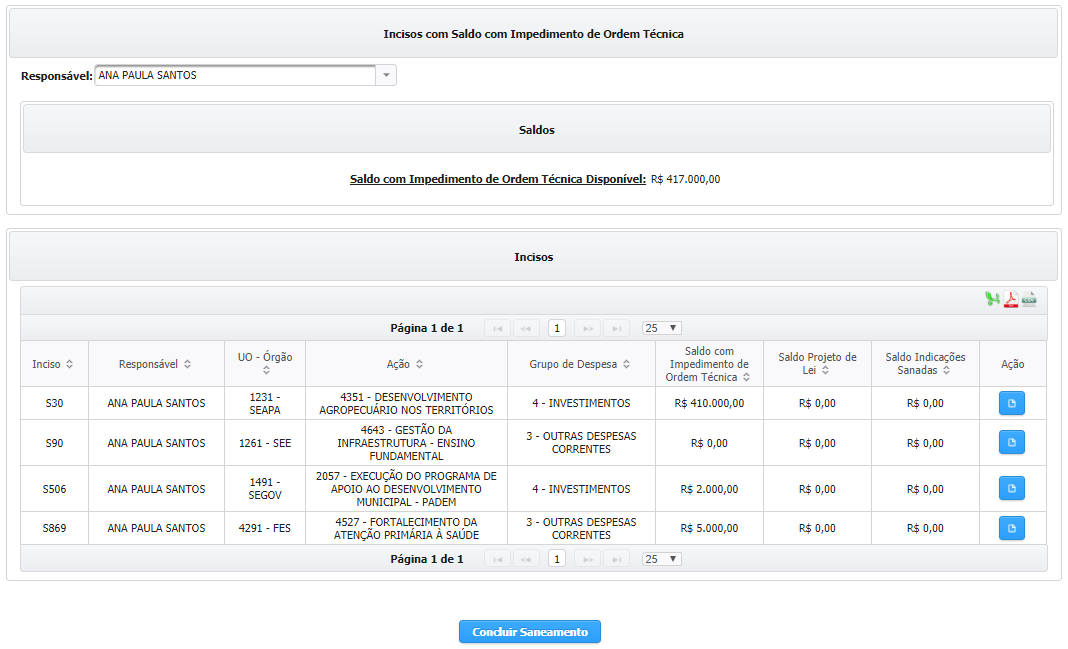 Incisos com Saldo com Impedimento de Ordem Técnica
Responsável: ANA PAULA SANTOS
Saldos
Saldo com Impedimento de Ordem Técnica Disponível: R$ 417.000,00
Incisos
Página 1 de 1 1 25
Inciso Responsável UO - Órgão Ação Grupo de Despesa Saldo com Impedimento de Ordem Técnica Saldo Projeto de Lei Saldo Indicações Sanadas Ação
S30 ANA PAULA SANTOS 1231 - SEAPA 4351 - DESENVOLVIMENTO AGROPECUÁRIO NOS TERRITÓRIOS 4 - INVESTIMENTOS R$ 410.000,00 R$ 0,00 R$ 0,00
S90 ANA PAULA SANTOS 1261 - SEE 4643 - GESTÃO DA INFRAESTRUTURA - ENSINO FUNDAMENTAL 3 - OUTRAS DESPESAS CORRENTES R$ 0,00 R$ 0,00 R$ 0,00
S506 ANA PAULA SANTOS 1491 - SEGOV 2057 - EXECUÇÃO DO PROGRAMA DE APOIO AO DESENVOLVIMENTO MUNICIPAL - PADEM 4 - INVESTIMENTOS R$ 2.000,00 R$ 0,00 R$ 0,00
S869 ANA PAULA SANTOS 4291 - FES 4527 - FORTALECIMENTO DA ATENÇÃO PRIMÁRIA À SAÚDE 3 - OUTRAS DESPESAS CORRENTES R$ 5.000,00 R$ 0,00 R$ 0,00
Página 1 de 1 1 25
Concluir Saneamento